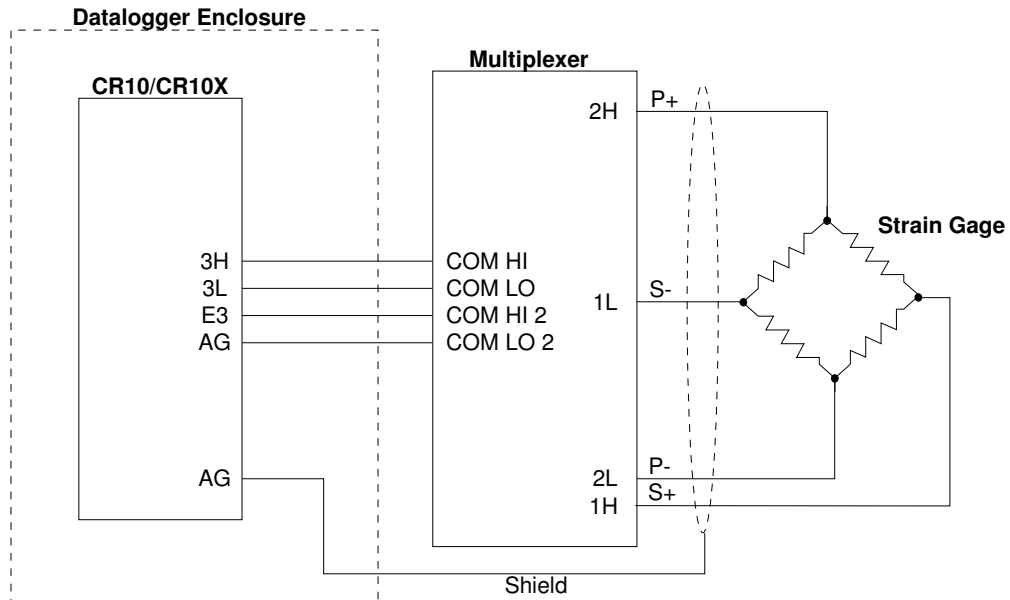 Datalogger Enclosure
Multiplexer
CR10/CR10X
2H P+
Strain Gage
3H COM HI
3L COM LO
1L S-
E3 COM HI 2
AG COM LO 2
P-
AG 2L
S+
1H
Shield